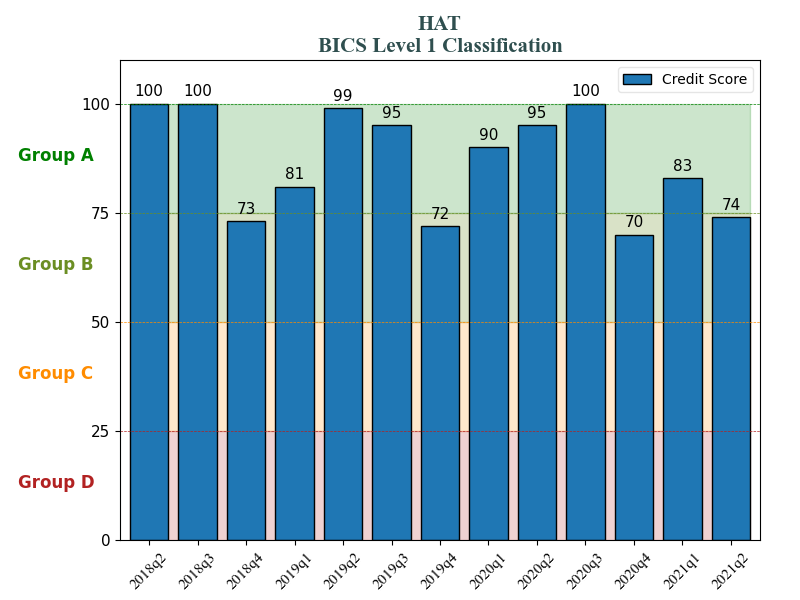 HAT
BICS Level 1 Classification
Credit Score
100
75
50
25
0
Group A
Group B
Group C
Group D
100
100
73
81
99
95
72
90
95
100
70
83
74
2018q2
2018q3
2018q4
2019q1
2019q2
2019q3
2019q4
2020q1
2020q2
2020q3
2020q4
2021q1
2021q2